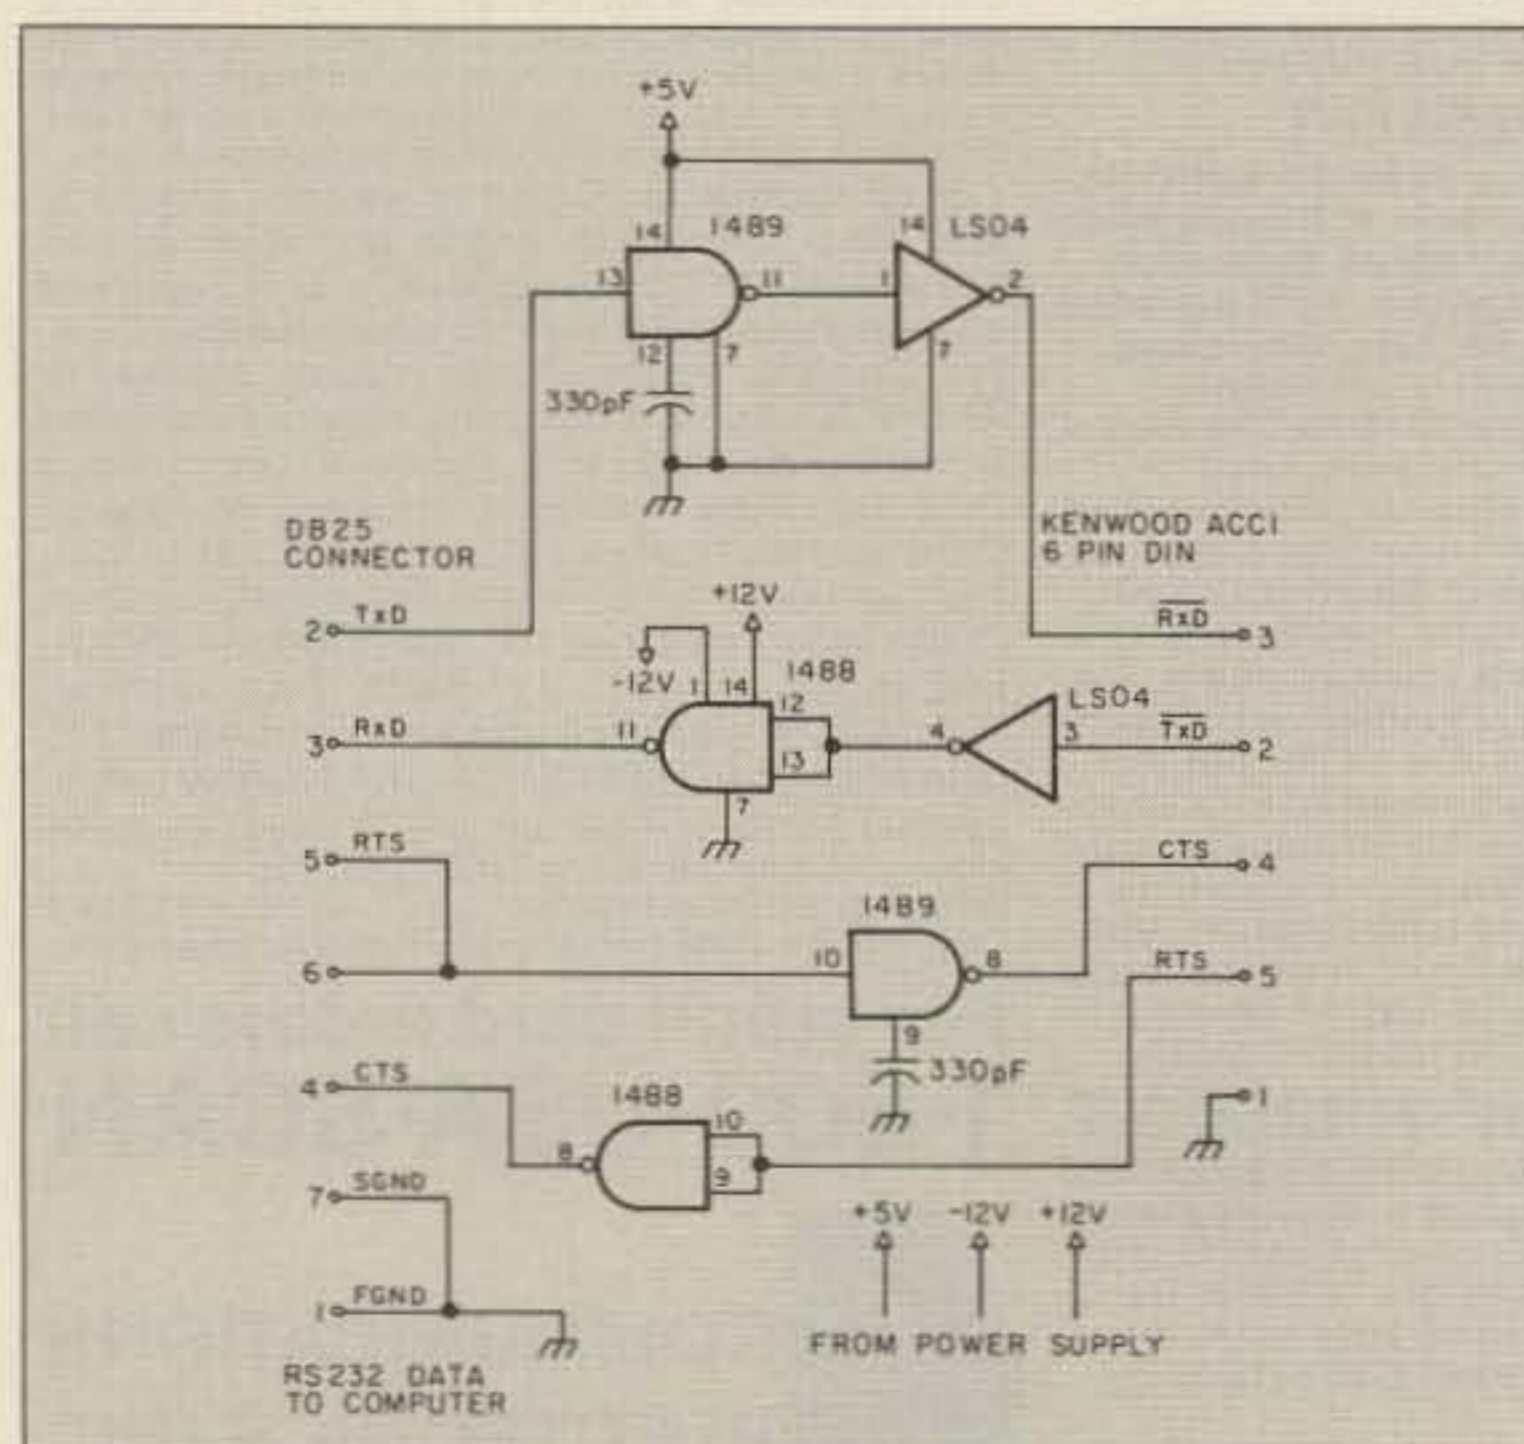 +5V
14 1489 14 LS04
13 11 1 2
12 7 7
330pF
DB25
CONNECTOR
KENWOOD ACC1
6 PIN DIN
+12V
2 TxD
RxD 3
-12V 1 14 1488
12
LS04
3 RxD 11 4 3 TxD 2
13
7
5 RTS
CTS 4
1489
6 10 8 RTS 5
9
330pF
4 CTS 1
1488
10
8
9
7 SGND
+5V -12V +12V
1 FGND
FROM POWER SUPPLY
RS232 DATA
TO COMPUTER